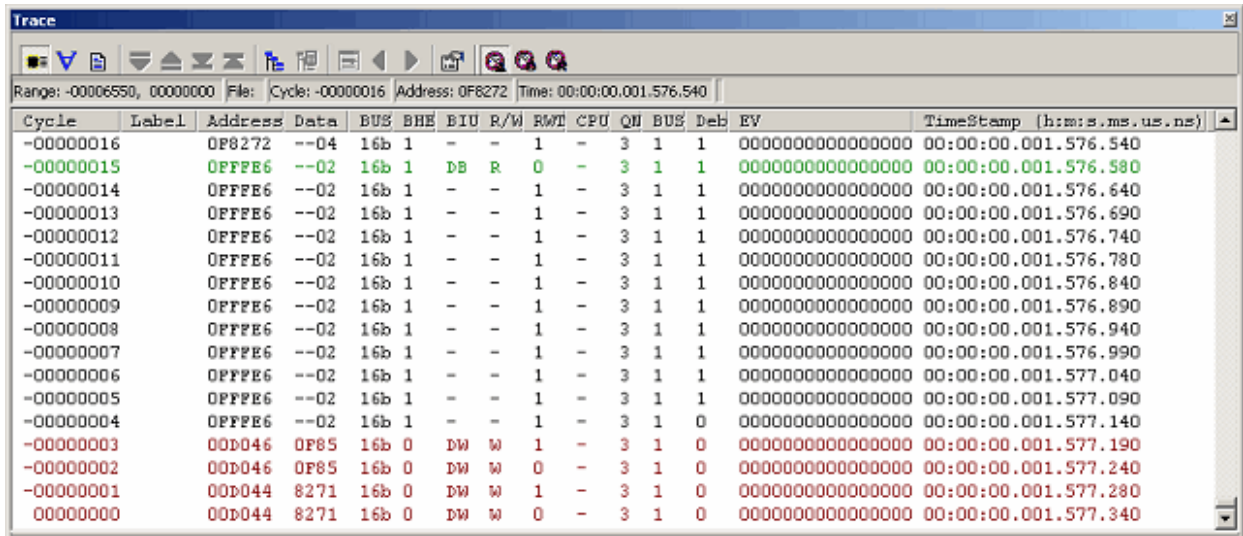 Trace
Range: -00006550, 00000000 File: Cycle: -00000016 Address: 0F8272 Time: 00:00:00.001.576.540
Cycle Label Address Data BUS BHE BIU R/W RWT CPU QN BUS Deb EV TimeStamp (h:m:s.ms.us.ns)
-00000016 0F8272 --04 16b 1 - - 1 - 3 1 1 0000000000000000 00:00:00.001.576.540
-00000015 0FFFE6 --02 16b 1 DB R 0 - 3 1 1 0000000000000000 00:00:00.001.576.580
-00000014 0FFFE6 --02 16b 1 - - 1 - 3 1 1 0000000000000000 00:00:00.001.576.640
-00000013 0FFFE6 --02 16b 1 - - 1 - 3 1 1 0000000000000000 00:00:00.001.576.690
-00000012 0FFFE6 --02 16b 1 - - 1 - 3 1 1 0000000000000000 00:00:00.001.576.740
-00000011 0FFFE6 --02 16b 1 - - 1 - 3 1 1 0000000000000000 00:00:00.001.576.780
-00000010 0FFFE6 --02 16b 1 - - 1 - 3 1 1 0000000000000000 00:00:00.001.576.840
-00000009 0FFFE6 --02 16b 1 - - 1 - 3 1 1 0000000000000000 00:00:00.001.576.890
-00000008 0FFFE6 --02 16b 1 - - 1 - 3 1 1 0000000000000000 00:00:00.001.576.940
-00000007 0FFFE6 --02 16b 1 - - 1 - 3 1 1 0000000000000000 00:00:00.001.576.990
-00000006 0FFFE6 --02 16b 1 - - 1 - 3 1 1 0000000000000000 00:00:00.001.577.040
-00000005 0FFFE6 --02 16b 1 - - 1 - 3 1 1 0000000000000000 00:00:00.001.577.090
-00000004 0FFFE6 --02 16b 1 - - 1 - 3 1 0 0000000000000000 00:00:00.001.577.140
-00000003 00D046 0F85 16b 0 DW W 1 - 3 1 0 0000000000000000 00:00:00.001.577.190
-00000002 00D046 0F85 16b 0 DW W 0 - 3 1 0 0000000000000000 00:00:00.001.577.240
-00000001 00D044 8271 16b 0 DW W 1 - 3 1 0 0000000000000000 00:00:00.001.577.280
00000000 00D044 8271 16b 0 DW W 0 - 3 1 0 0000000000000000 00:00:00.001.577.340